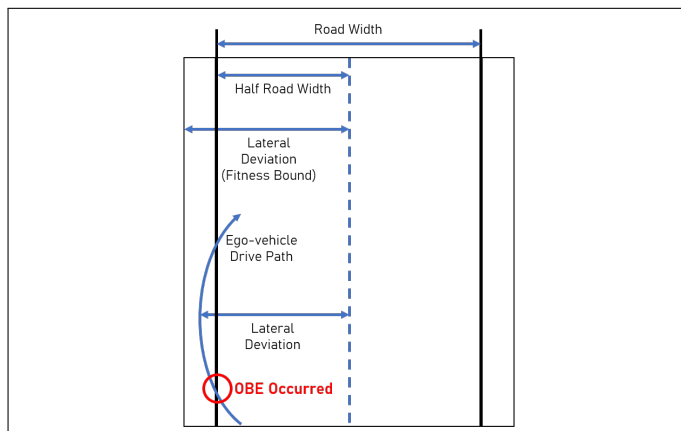 Road Width
Half Road Width
Lateral
Deviation
(Fitness Bound)
Ego-vehicle
Drive Path
Lateral
Deviation
OBE Occurred